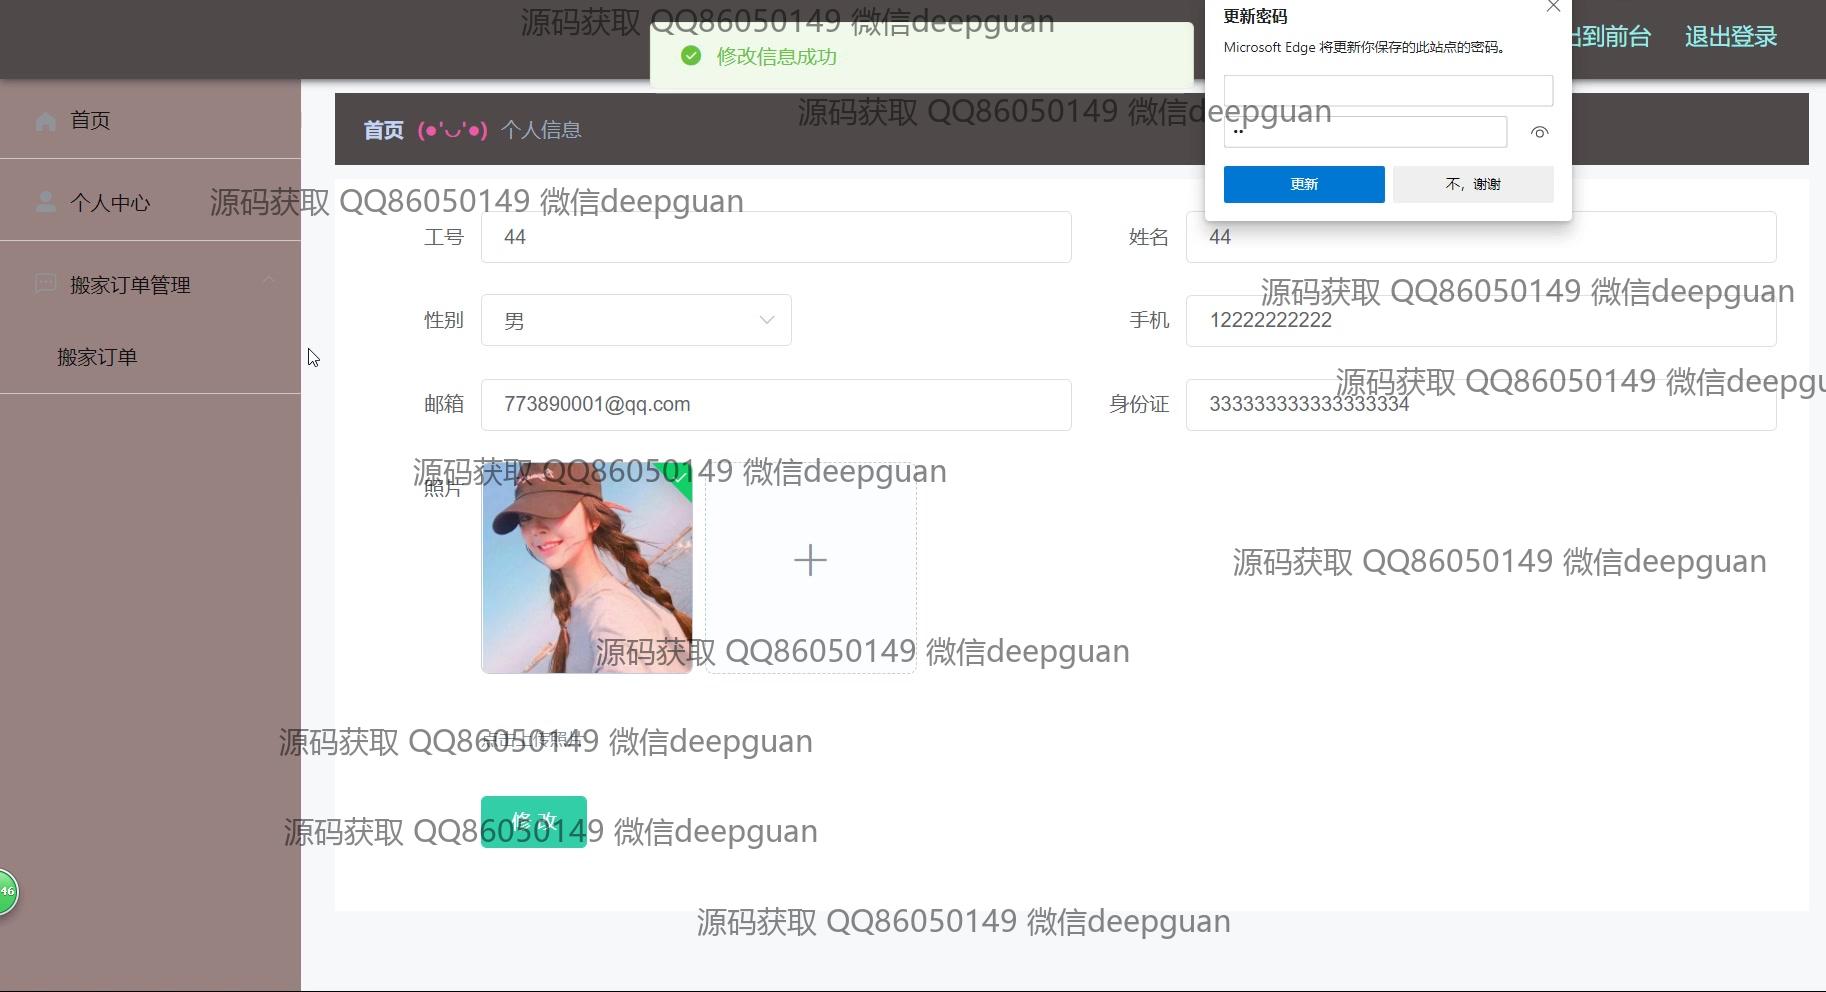 源码获取 QQ86050149 微信deepguan
修改信息成功
更新密码
Microsoft Edge 将更新你保存的此站点的密码。
••
更新
不，谢谢
出到前台
退出登录
首页
个人中心
搬家订单管理
搬家订单
首页 (●'◡'●) 个人信息
源码获取 QQ86050149 微信deepguan
源码获取 QQ86050149 微信deepguan
工号 44
姓名 44
源码获取 QQ86050149 微信deepguan
性别 男
手机 12222222222
源码获取 QQ86050149 微信deepgu
邮箱 773890001@qq.com
身份证 333333333333333334
源码获取 QQ86050149 微信deepguan
照片
源码获取 QQ86050149 微信deepguan
源码获取 QQ86050149 微信deepguan
源码获取 QQ86050149 微信deepguan
点击上传照片
修改
源码获取 QQ86050149 微信deepguan
46
源码获取 QQ86050149 微信deepguan